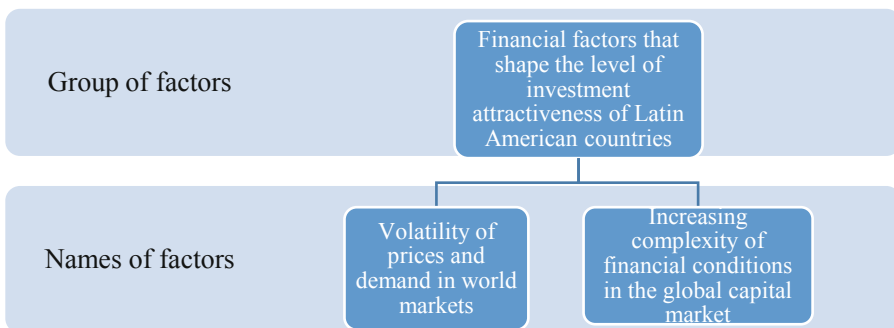 Group of factors
Financial factors that
shape the level of
investment
attractiveness of Latin
American countries
Names of factors
Volatility of
prices and
demand in world
markets
Increasing
complexity of
financial conditions
in the global capital
market